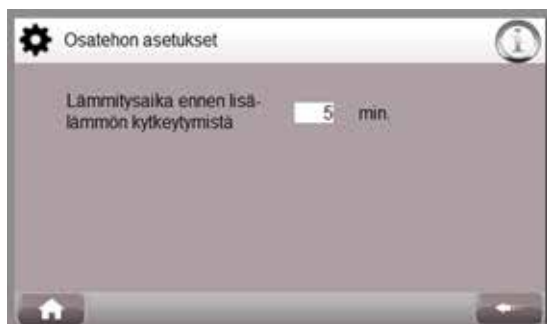 Osatehon asetukset
Lämmitysaika ennen lisä-
lämmön kytkeytymistä
5 min.